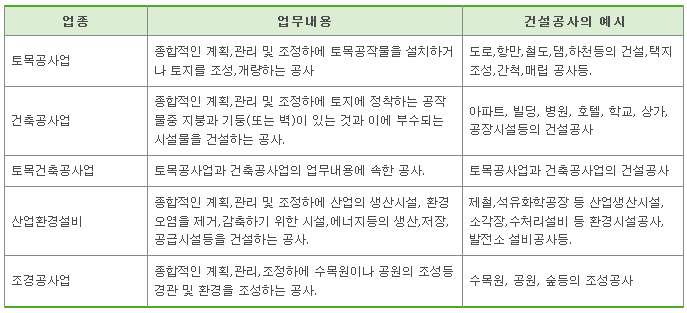 업종
업무내용
건설공사의 예시
토목공사업
종합적인 계획,관리 및 조정하에 토목공작물을 설치하거
나 토지를 조성,개량하는 공사
도로,항만,철도,댐,하천등의 건설,택지
조성,간척,매립 공사등.
건축공사업
종합적인 계획,관리 및 조정하에 토지에 정착하는 공작
물중 지붕과 기둥(또는 벽)이 있는 것과 이에 부수되는
시설물을 건설하는 공사.
아파트, 빌딩, 병원, 호텔, 학교, 상가,
공장시설등의 건설공사
토목건축공사업
토목공사업과 건축공사업의 업무내용에 속한 공사.
토목공사업과 건축공사업의 건설공사
산업환경설비
종합적인 계획,관리 및 조정하에 산업의 생산시설, 환경
오염을 제거,감축하기 위한 시설,에너지등의 생산,저장,
공급시설등을 건설하는 공사.
제철,석유화학공장 등 산업생산시설,
소각장,수처리설비 등 환경시설공사,
발전소 설비공사등.
조경공사업
종합적인 계획,관리,조정하에 수목원이나 공원의 조성등
경관 및 환경을 조성하는 공사.
수목원, 공원, 숲등의 조성공사